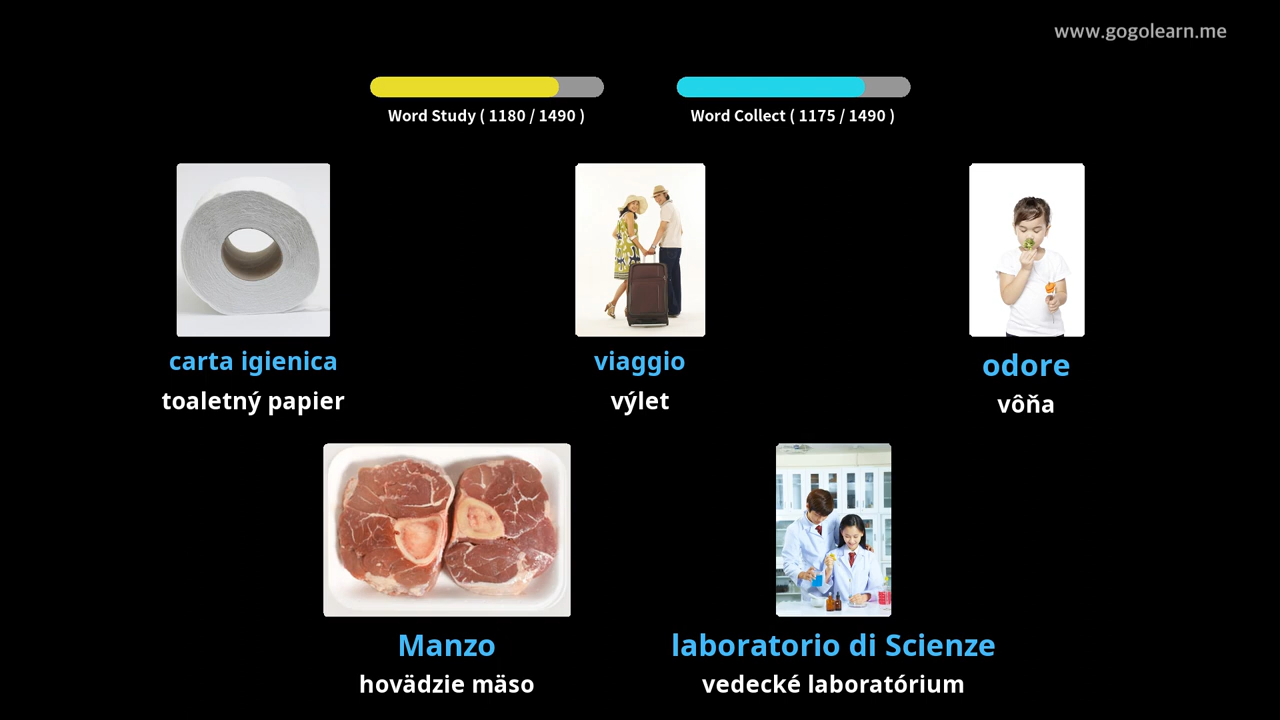 www.gogolearn.me
Word Study ( 1180 / 1490 )
Word Collect ( 1175 / 1490 )
carta igienica
toaletný papier
viaggio
výlet
odore
vôňa
Manzo
hovädzie mäso
laboratorio di Scienze
vedecké laboratórium